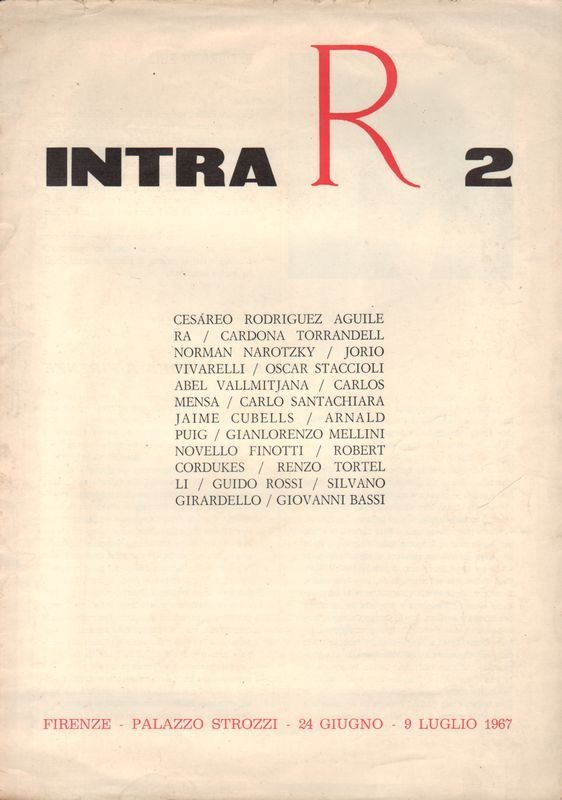 INTRA R 2
CESÁREO RODRIGUEZ AGUILE
RA / CARDONA TORRANDELL
NORMAN NAROTZKY / JORIO
VIVARELLI / OSCAR STACCIOLI
ABEL VALLMITJANA / CARLOS
MENSA / CARLO SANTACHIARA
JAIME CUBELLS / ARNALD
PUIG / GIANLORENZO MELLINI
NOVELLO FINOTTI / ROBERT
CORDUKES / RENZO TORTEL
LI / GUIDO ROSSI / SILVANO
GIRARDELLO / GIOVANNI BASSI
FIRENZE - PALAZZO STROZZI - 24 GIUGNO - 9 LUGLIO 1967